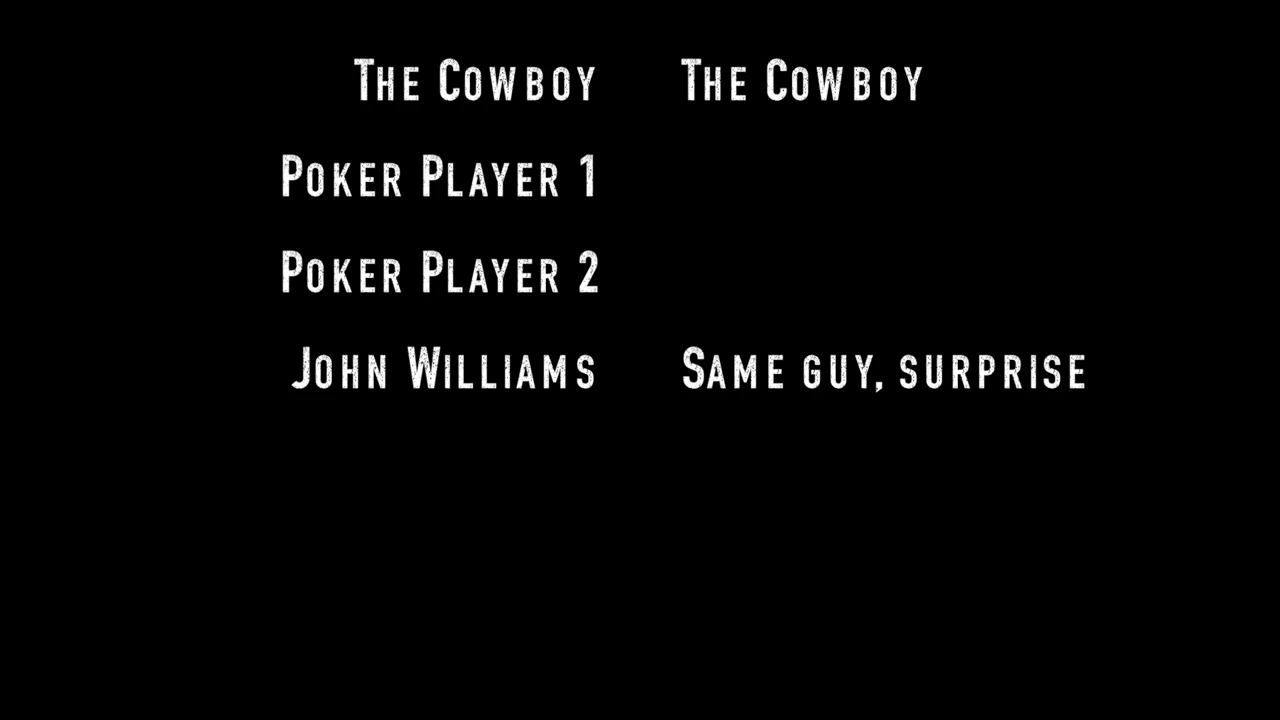 The Cowboy The Cowboy
Poker Player 1
Poker Player 2
John Williams Same guy, surprise